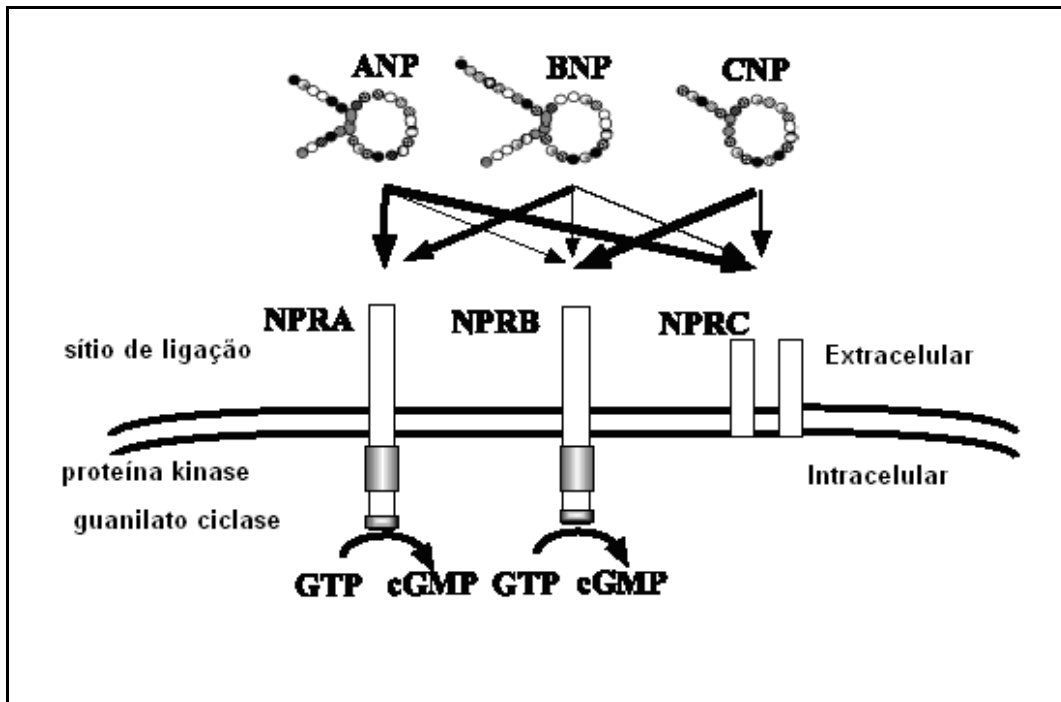 ANP BNP CNP
NPRA NPRB NPRC
sítio de ligação Extracelular
proteína kinase Intracelular
guanilato ciclase
GTP cGMP GTP cGMP